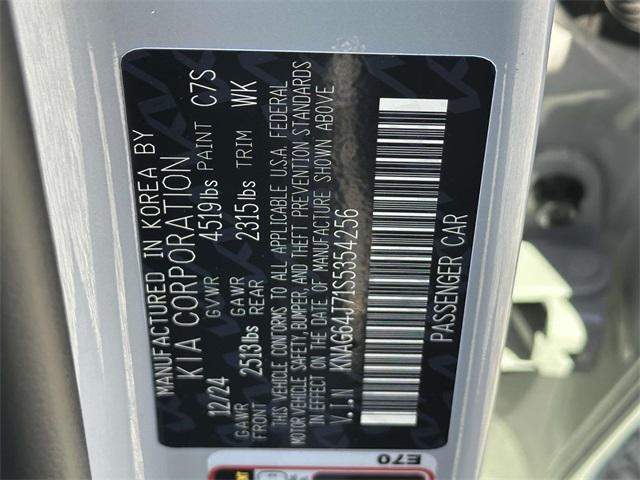 MANUFACTURED IN KOREA BY
KIA CORPORATION
12/24 GVWR 4519lbs PAINT C7S
GAWR FRONT 2513lbs GAWR REAR 2315lbs TRIM WK
THIS VEHICLE CONFORMS TO ALL APPLICABLE U.S.A. FEDERAL
MOTOR VEHICLE SAFETY, BUMPER, AND THEFT PREVENTION STANDARDS
IN EFFECT ON THE DATE OF MANUFACTURE SHOWN ABOVE
V.I.N KNAG64J71S5354256
PASSENGER CAR
E70